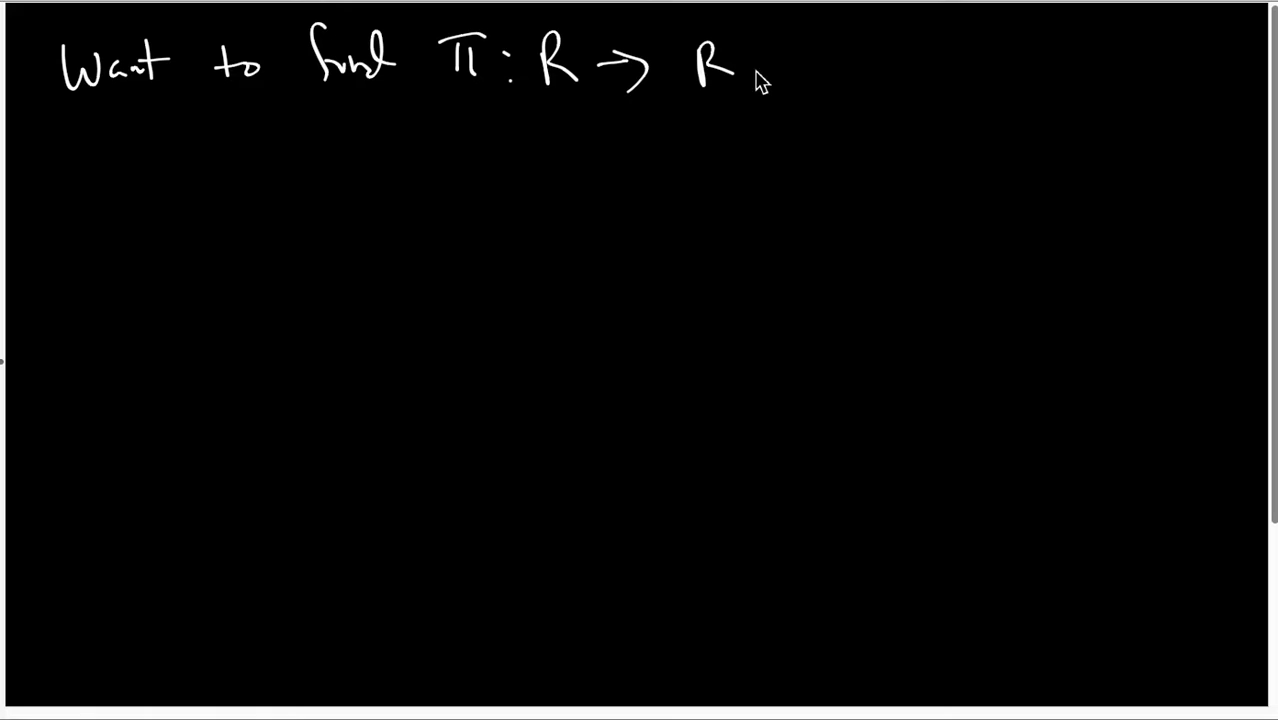 Want to find Π : R → R